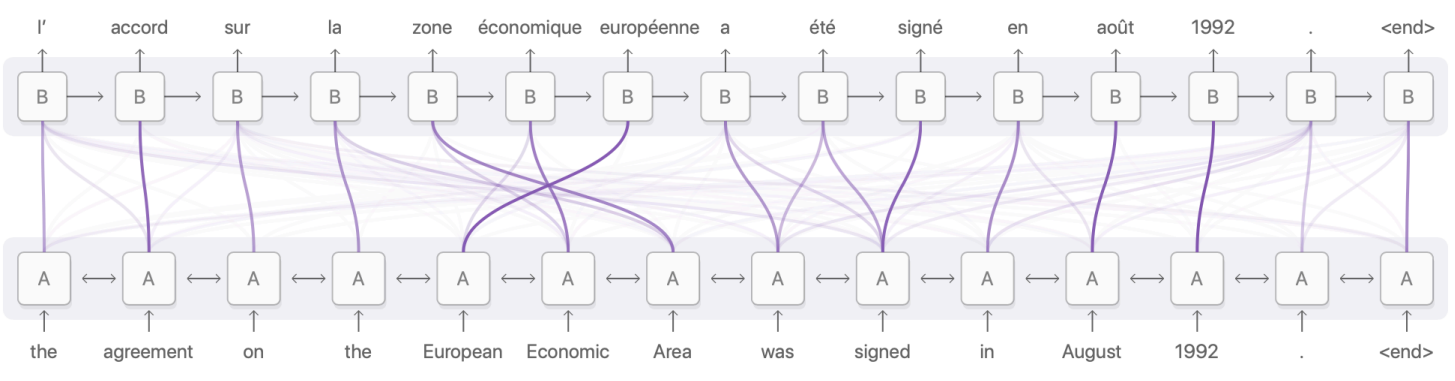 l’ accord sur la zone économique européenne a été signé en août 1992 . <end>
B B B B B B B B B B B B B B B
A A A A A A A A A A A A A A
the agreement on the European Economic Area was signed in August 1992 . <end>